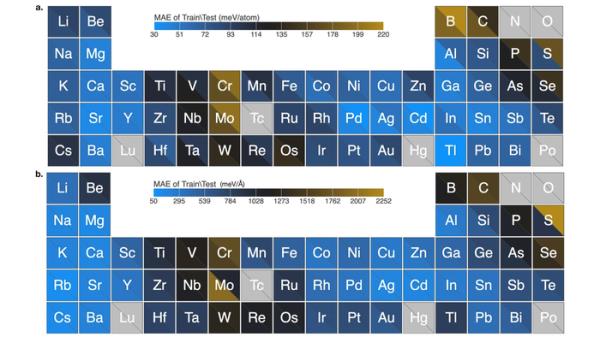 a.
Li Be B C N O
MAE of Train\Test (meV/atom)
30 51 72 93 114 135 157 178 199 220
Na Mg Al Si P S
K Ca Sc Ti V Cr Mn Fe Co Ni Cu Zn Ga Ge As Se
Rb Sr Y Zr Nb Mo Tc Ru Rh Pd Ag Cd In Sn Sb Te
Cs Ba Lu Hf Ta W Re Os Ir Pt Au Hg Tl Pb Bi Po
b.
Li Be B C N O
MAE of Train\Test (meV/Å)
50 295 539 784 1028 1273 1518 1762 2007 2252
Na Mg Al Si P S
K Ca Sc Ti V Cr Mn Fe Co Ni Cu Zn Ga Ge As Se
Rb Sr Y Zr Nb Mo Tc Ru Rh Pd Ag Cd In Sn Sb Te
Cs Ba Lu Hf Ta W Re Os Ir Pt Au Hg Tl Pb Bi Po